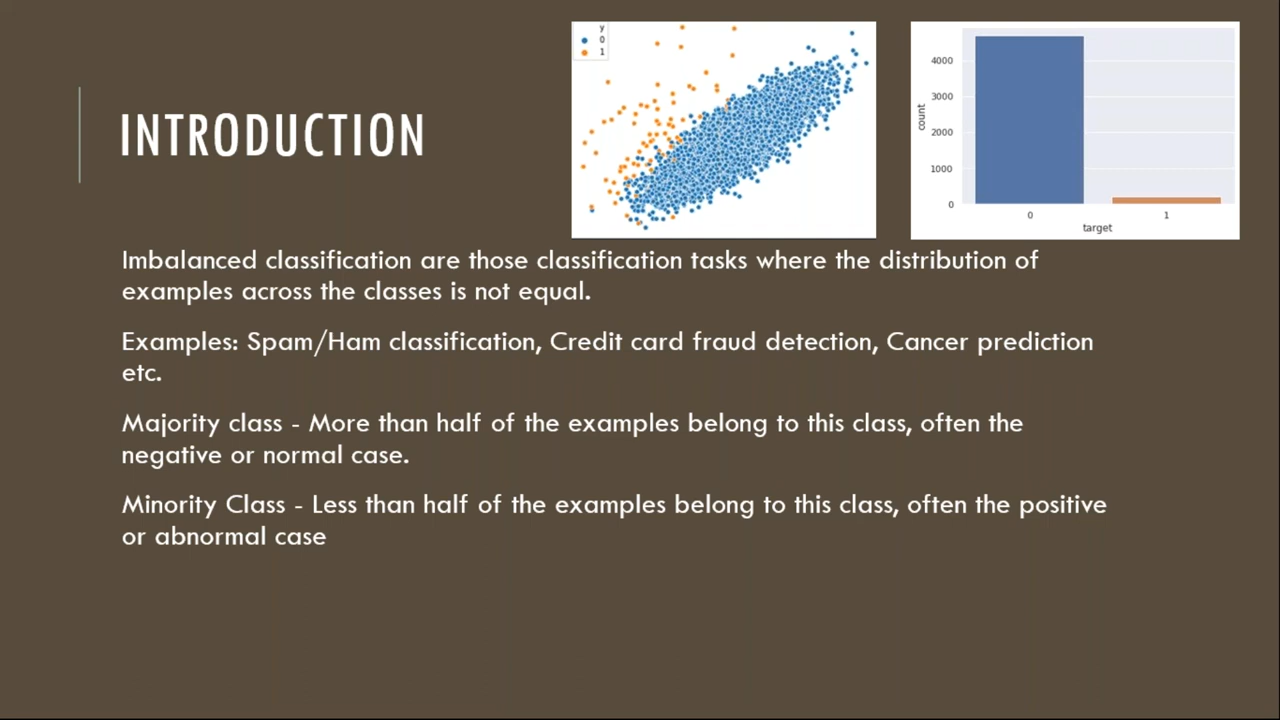 INTRODUCTION
y
0
1
4000
3000
2000
1000
0
count
0 1
target
Imbalanced classification are those classification tasks where the distribution of
examples across the classes is not equal.
Examples: Spam/Ham classification, Credit card fraud detection, Cancer prediction
etc.
Majority class - More than half of the examples belong to this class, often the
negative or normal case.
Minority Class - Less than half of the examples belong to this class, often the positive
or abnormal case